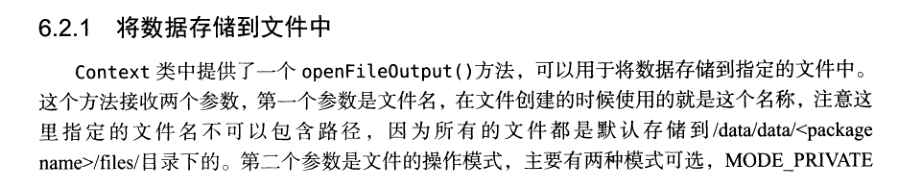 6.2.1 将数据存储到文件中
Context 类中提供了一个 openFileOutput()方法，可以用于将数据存储到指定的文件中。
这个方法接收两个参数，第一个参数是文件名，在文件创建的时候使用的就是这个名称，注意这
里指定的文件名不可以包含路径，因为所有的文件都是默认存储到/data/data/<package
name>/files/目录下的。第二个参数是文件的操作模式，主要有两种模式可选，MODE_PRIVATE